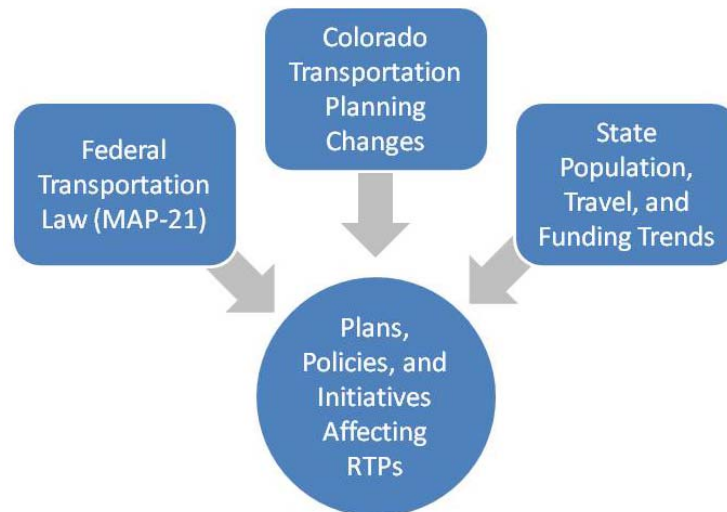 Colorado
Transportation
Planning
Changes
Federal
Transportation
Law (MAP-21)
State
Population,
Travel, and
Funding Trends
Plans,
Policies, and
Initiatives
Affecting
RTPs